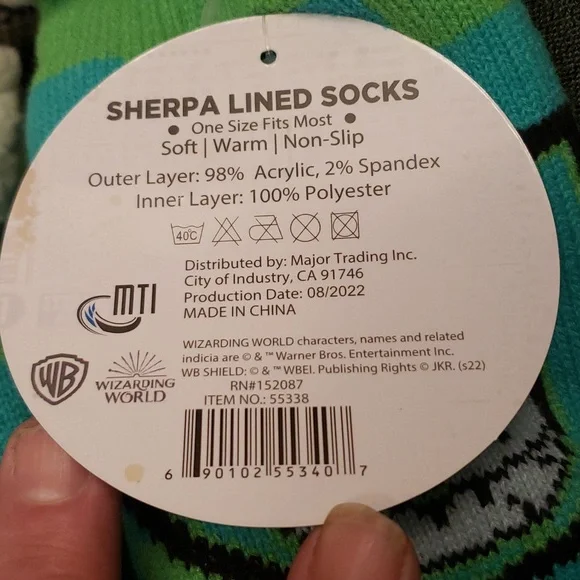 SHERPA LINED SOCKS
• One Size Fits Most •
Soft | Warm | Non-Slip
Outer Layer: 98% Acrylic, 2% Spandex
Inner Layer: 100% Polyester
40°C
Distributed by: Major Trading Inc.
City of Industry, CA 91746
Production Date: 08/2022
MADE IN CHINA
MTI
WIZARDING WORLD characters, names and related
indicia are © & ™ Warner Bros. Entertainment Inc.
WB SHIELD: © & ™ WBEI. Publishing Rights © JKR. (s22)
RN#152087
ITEM NO.: 55338
WB
WIZARDING
WORLD
6 90102 55340 7